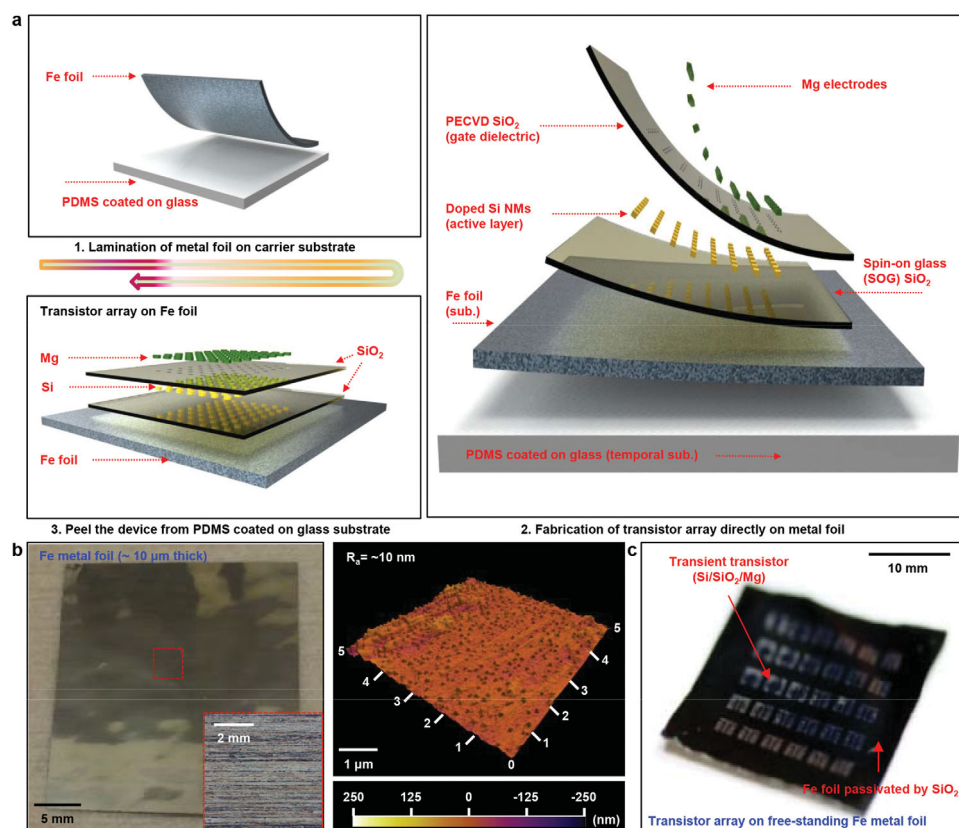 a
Fe foil
PDMS coated on glass
1. Lamination of metal foil on carrier substrate
Mg electrodes
PECVD SiO₂
(gate dielectric)
Doped Si NMs
(active layer)
Spin-on glass
(SOG) SiO₂
Fe foil
(sub.)
PDMS coated on glass (temporal sub.)
2. Fabrication of transistor array directly on metal foil
Transistor array on Fe foil
Mg
SiO₂
Si
Fe foil
3. Peel the device from PDMS coated on glass substrate
b
Fe metal foil (~ 10 μm thick)
2 mm
5 mm
Rₐ= ~10 nm
5
4
3
2
1
0
1
2
3
4
5
1 μm
250 125 0 -125 -250
(nm)
c
10 mm
Transient transistor
(Si/SiO₂/Mg)
Fe foil passivated by SiO₂
Transistor array on free-standing Fe metal foil